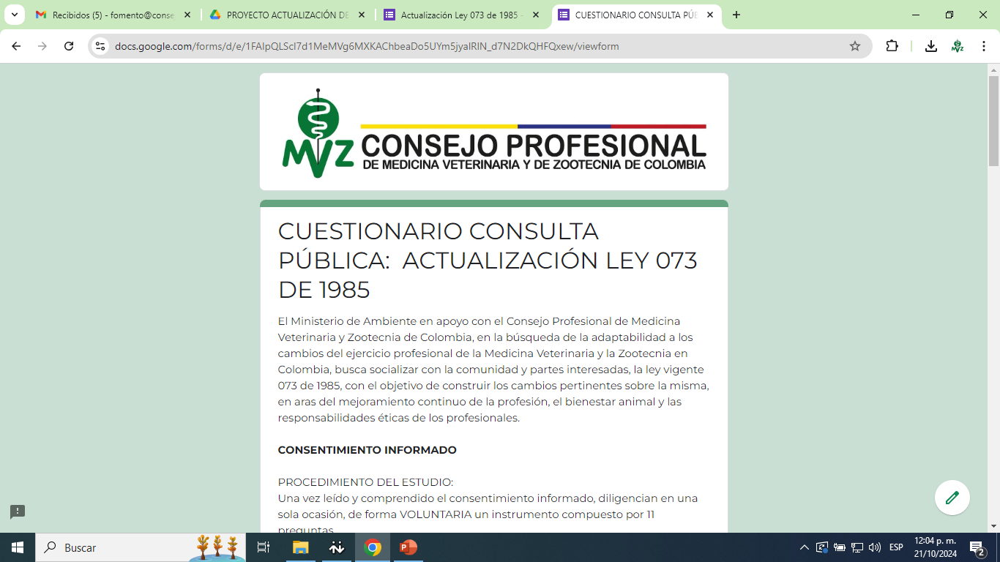 Recibidos (5) - fomento@conse
PROYECTO ACTUALIZACIÓN DE
Actualización Ley 073 de 1985 -
CUESTIONARIO CONSULTA PÚB
docs.google.com/forms/d/e/1FAIpQLScI7d1MeMVg6MXKAChbeaDo5UYm5jyaIRIN_d7N2DkQHFQxew/viewform
MVZ
CONSEJO PROFESIONAL
DE MEDICINA VETERINARIA Y DE ZOOTECNIA DE COLOMBIA
CUESTIONARIO CONSULTA
PÚBLICA: ACTUALIZACIÓN LEY 073
DE 1985
El Ministerio de Ambiente en apoyo con el Consejo Profesional de Medicina
Veterinaria y Zootecnia de Colombia, en la búsqueda de la adaptabilidad a los
cambios del ejercicio profesional de la Medicina Veterinaria y la Zootecnia en
Colombia, busca socializar con la comunidad y partes interesadas, la ley vigente
073 de 1985, con el objetivo de construir los cambios pertinentes sobre la misma,
en aras del mejoramiento continuo de la profesión, el bienestar animal y las
responsabilidades éticas de los profesionales.
CONSENTIMIENTO INFORMADO
PROCEDIMIENTO DEL ESTUDIO:
Una vez leído y comprendido el consentimiento informado, diligencian en una
sola ocasión, de forma VOLUNTARIA un instrumento compuesto por 11
preguntas
Buscar
ESP
12:04 p. m.
21/10/2024
2